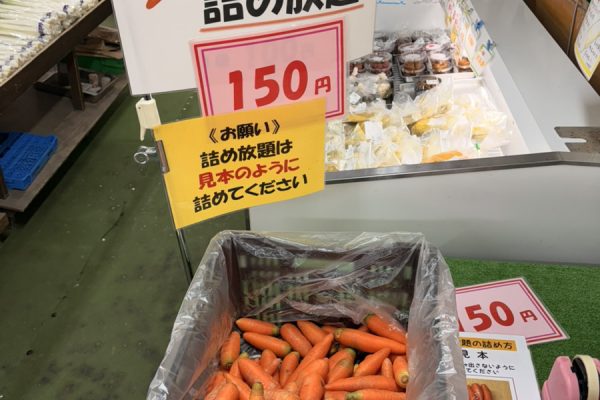 詰め放題
150円
《お願い》
詰め放題は
見本のように
詰めてください
150円
題の詰め方
見本